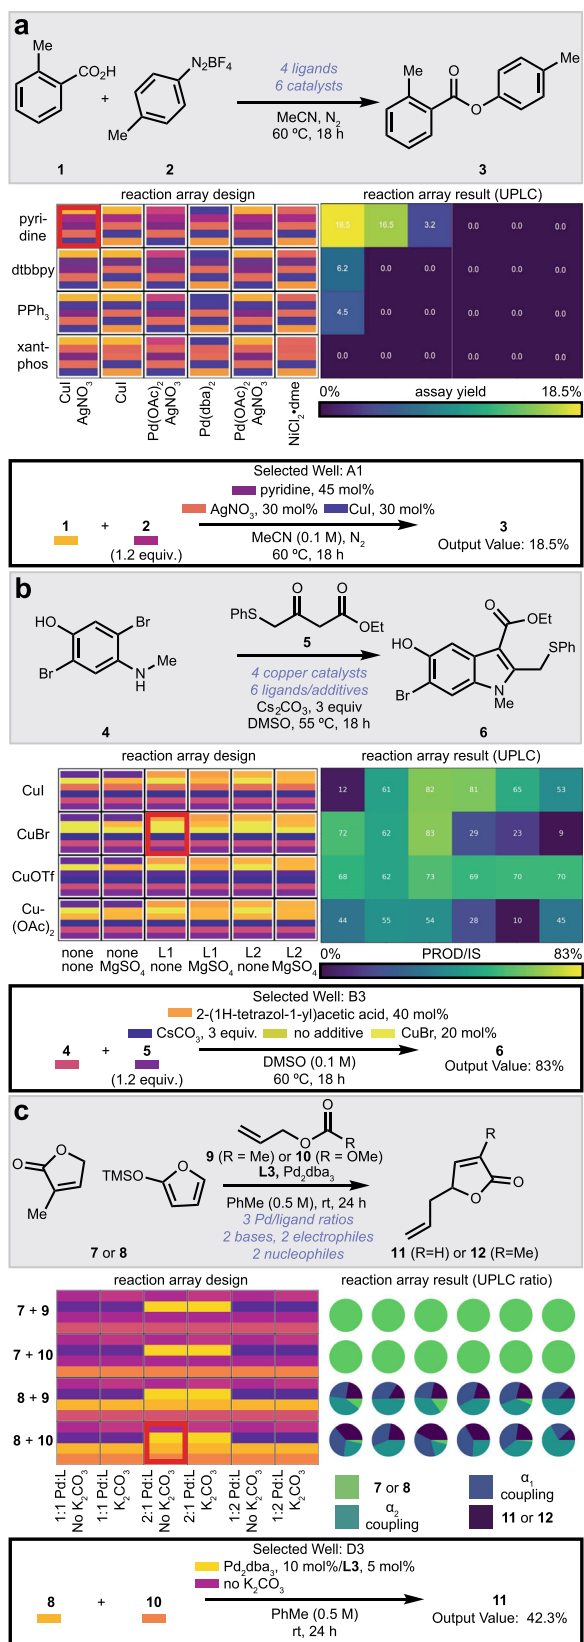 a
Me
CO2H
+
N2BF4
Me
4 ligands
6 catalysts
MeCN, N2
60 ºC, 18 h
Me
O
O
Me
1
2
3
reaction array design
reaction array result (UPLC)
pyri-
dine
18.5 16.5 3.2 0.0 0.0 0.0
dtbbpy
6.2 0.0 0.0 0.0 0.0 0.0
PPh3
4.5 0.0 0.0 0.0 0.0 0.0
xant-
phos
0.0 0.0 0.0 0.0 0.0 0.0
CuI
AgNO3
CuI
Pd(OAc)2
AgNO3
Pd(dba)2
Pd(OAc)2
AgNO3
NiCl2•dme
0% assay yield 18.5%
Selected Well: A1
pyridine, 45 mol%
AgNO3, 30 mol% CuI, 30 mol%
1 + 2 3
MeCN (0.1 M), N2
(1.2 equiv.) 60 ºC, 18 h Output Value: 18.5%
b
HO
Br
Br
N
H
Me
4
PhS
O
O
OEt
5
4 copper catalysts
6 ligands/additives
Cs2CO3, 3 equiv
DMSO, 55 ºC, 18 h
O
OEt
HO
SPh
Br
N
Me
6
reaction array design
reaction array result (UPLC)
CuI
12 61 82 81 65 53
CuBr
72 62 83 29 23 9
CuOTf
68 62 73 69 70 70
Cu-
(OAc)2
44 55 54 28 10 45
none none L1 L1 L2 L2
none MgSO4 none MgSO4 none MgSO4
0% PROD/IS 83%
Selected Well: B3
2-(1H-tetrazol-1-yl)acetic acid, 40 mol%
CsCO3, 3 equiv. no additive CuBr, 20 mol%
4 + 5 6
DMSO (0.1 M)
(1.2 equiv.) 60 ºC, 18 h Output Value: 83%
c
O
O
Me
TMSO
O
7 or 8
O
O
R
9 (R = Me) or 10 (R = OMe)
L3, Pd2dba3
PhMe (0.5 M), rt, 24 h
3 Pd/ligand ratios
2 bases, 2 electrophiles
2 nucleophiles
R
O
O
11 (R=H) or 12 (R=Me)
reaction array design
reaction array result (UPLC ratio)
7 + 9
7 + 10
8 + 9
8 + 10
1:1 Pd:L
No K2CO3
1:1 Pd:L
K2CO3
2:1 Pd:L
No K2CO3
2:1 Pd:L
K2CO3
1:2 Pd:L
No K2CO3
1:2 Pd:L
K2CO3
7 or 8
α1
coupling
α2
coupling
11 or 12
Selected Well: D3
Pd2dba3, 10 mol%/L3, 5 mol%
no K2CO3
8 + 10 11
PhMe (0.5 M)
rt, 24 h
Output Value: 42.3%